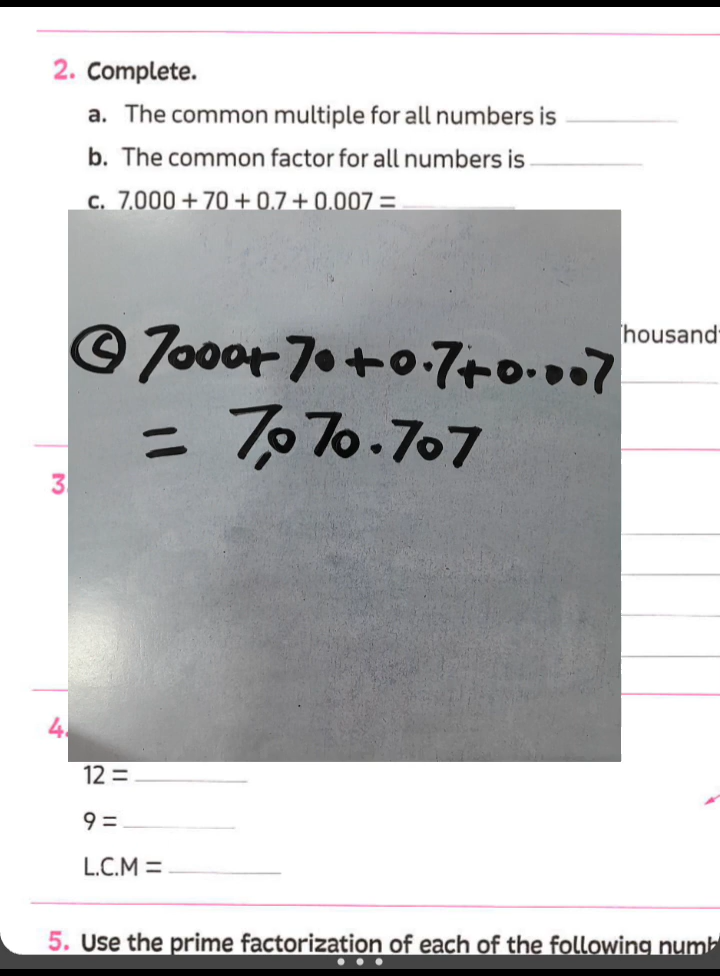 2. Complete.
a. The common multiple for all numbers is
b. The common factor for all numbers is
c. 7,000 + 70 + 0.7 + 0.007 =
housand
c 7000+70+0.7+0.007
= 7,070.707
3
4.
12 =
9 =
L.C.M =
5. Use the prime factorization of each of the following numb